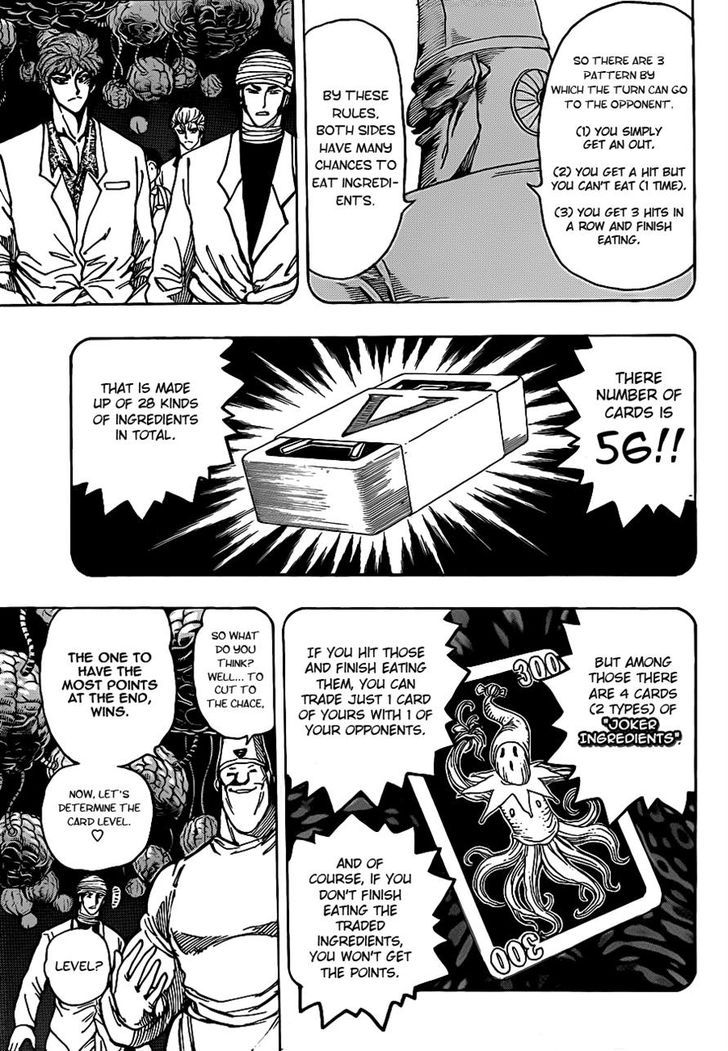 SO THERE ARE 3
PATTERN BY
WHICH THE TURN CAN GO
TO THE OPPONENT.
(1) YOU SIMPLY
GET AN OUT.
(2) YOU GET A HIT BUT
YOU CAN'T EAT (1 TIME).
(3) YOU GET 3 HITS IN
A ROW AND FINISH
EATING.
BY THESE
RULES,
BOTH SIDES
HAVE MANY
CHANCES TO
EAT INGREDI-
ENTS.
THERE
NUMBER OF
CARDS IS
56!!
THAT IS MADE
UP OF 28 KINDS
OF INGREDIENTS
IN TOTAL.
V
BUT AMONG
THOSE THERE
ARE 4 CARDS
(2 TYPES) OF
"JOKER
INGREDIENTS".
300
300
IF YOU HIT THOSE
AND FINISH EATING
THEM, YOU CAN
TRADE JUST 1 CARD
OF YOURS WITH 1 OF
YOUR OPPONENTS.
AND OF
COURSE, IF YOU
DON'T FINISH
EATING THE
TRADED
INGREDIENTS,
YOU WON'T GET
THE POINTS.
SO WHAT
DO YOU
THINK?
WELL... TO
CUT TO
THE CHACE,
THE ONE TO
HAVE THE
MOST POINTS
AT THE END,
WINS.
NOW, LET'S
DETERMINE THE
CARD LEVEL.
♡
LEVEL?